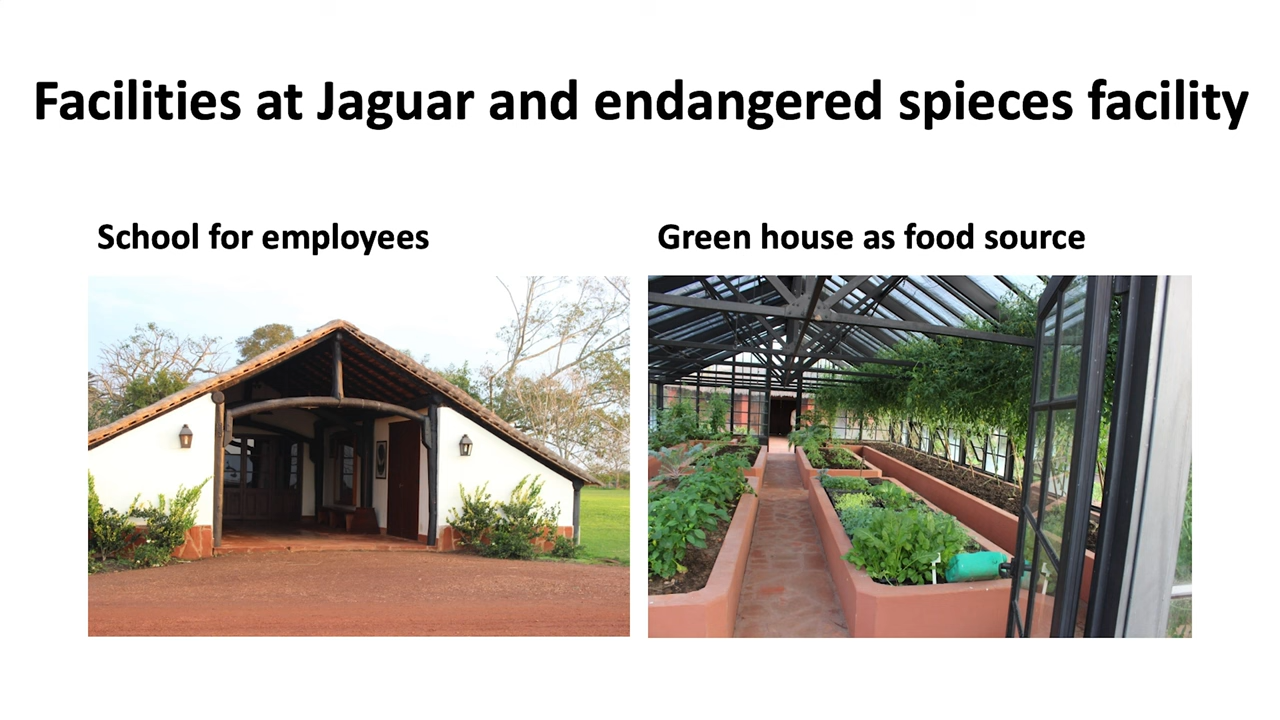 Facilities at Jaguar and endangered spieces facility
School for employees
Green house as food source